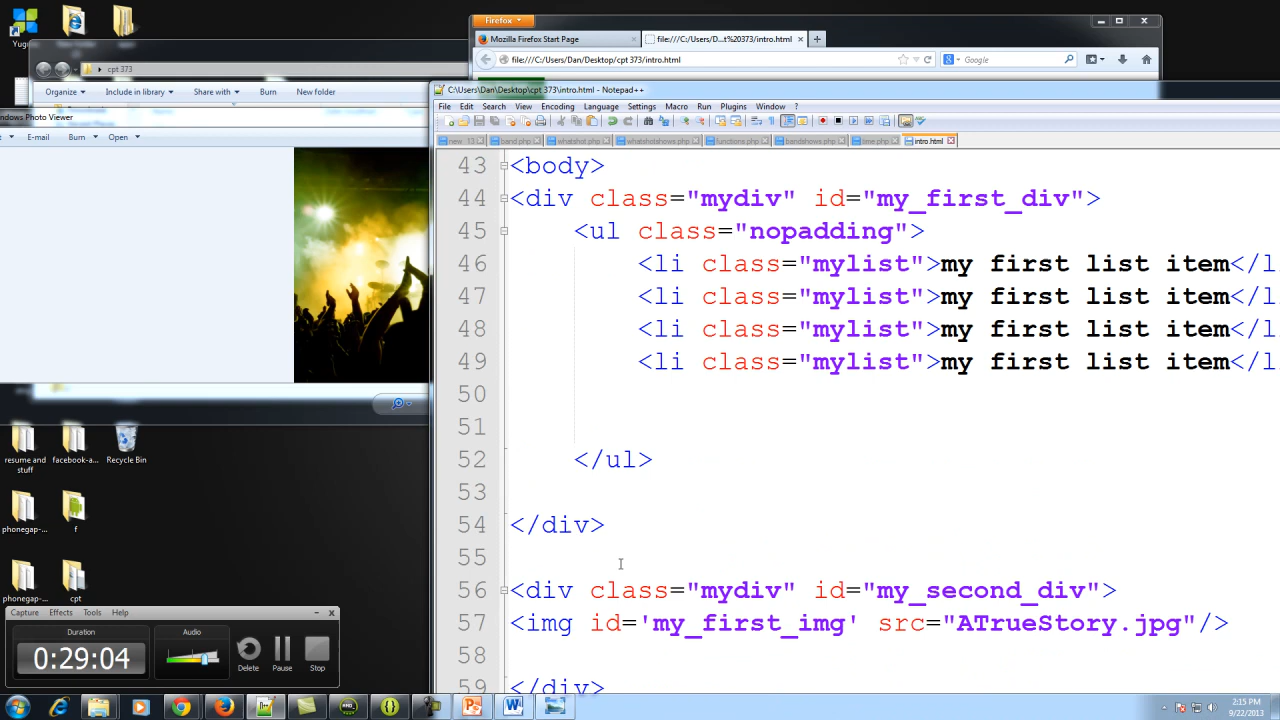 Firefox
Mozilla Firefox Start Page
file:///C:/Users/D...t%20373/intro.html
file:///C:/Users/Dan/Desktop/cpt 373/intro.html
Google
cpt 373
Organize
Include in library
Share with
Burn
New folder
ndows Photo Viewer
E-mail
Burn
Open
C:\Users\Dan\Desktop\cpt 373\intro.html - Notepad++
File Edit Search View Encoding Language Settings Macro Run Plugins Window ?
new 13
band.php
whatshot.php
whatshotshows.php
functions.php
bandshows.php
time.php
intro.html
43 <body>
44 <div class="mydiv" id="my_first_div">
45 <ul class="nopadding">
46 <li class="mylist">my first list item</l
47 <li class="mylist">my first list item</l
48 <li class="mylist">my first list item</l
49 <li class="mylist">my first list item</l
50
51
52 </ul>
53
54 </div>
55
56 <div class="mydiv" id="my_second_div">
57 <img id='my_first_img' src="ATrueStory.jpg"/>
58
59 </div>
resume and stuff
facebook-a...
Recycle Bin
phonegap-...
f
phonegap-...
cpt
Capture Effects Tools Help
Duration
0:29:04
Audio
Delete
Pause
Stop
2:15 PM
9/22/2013